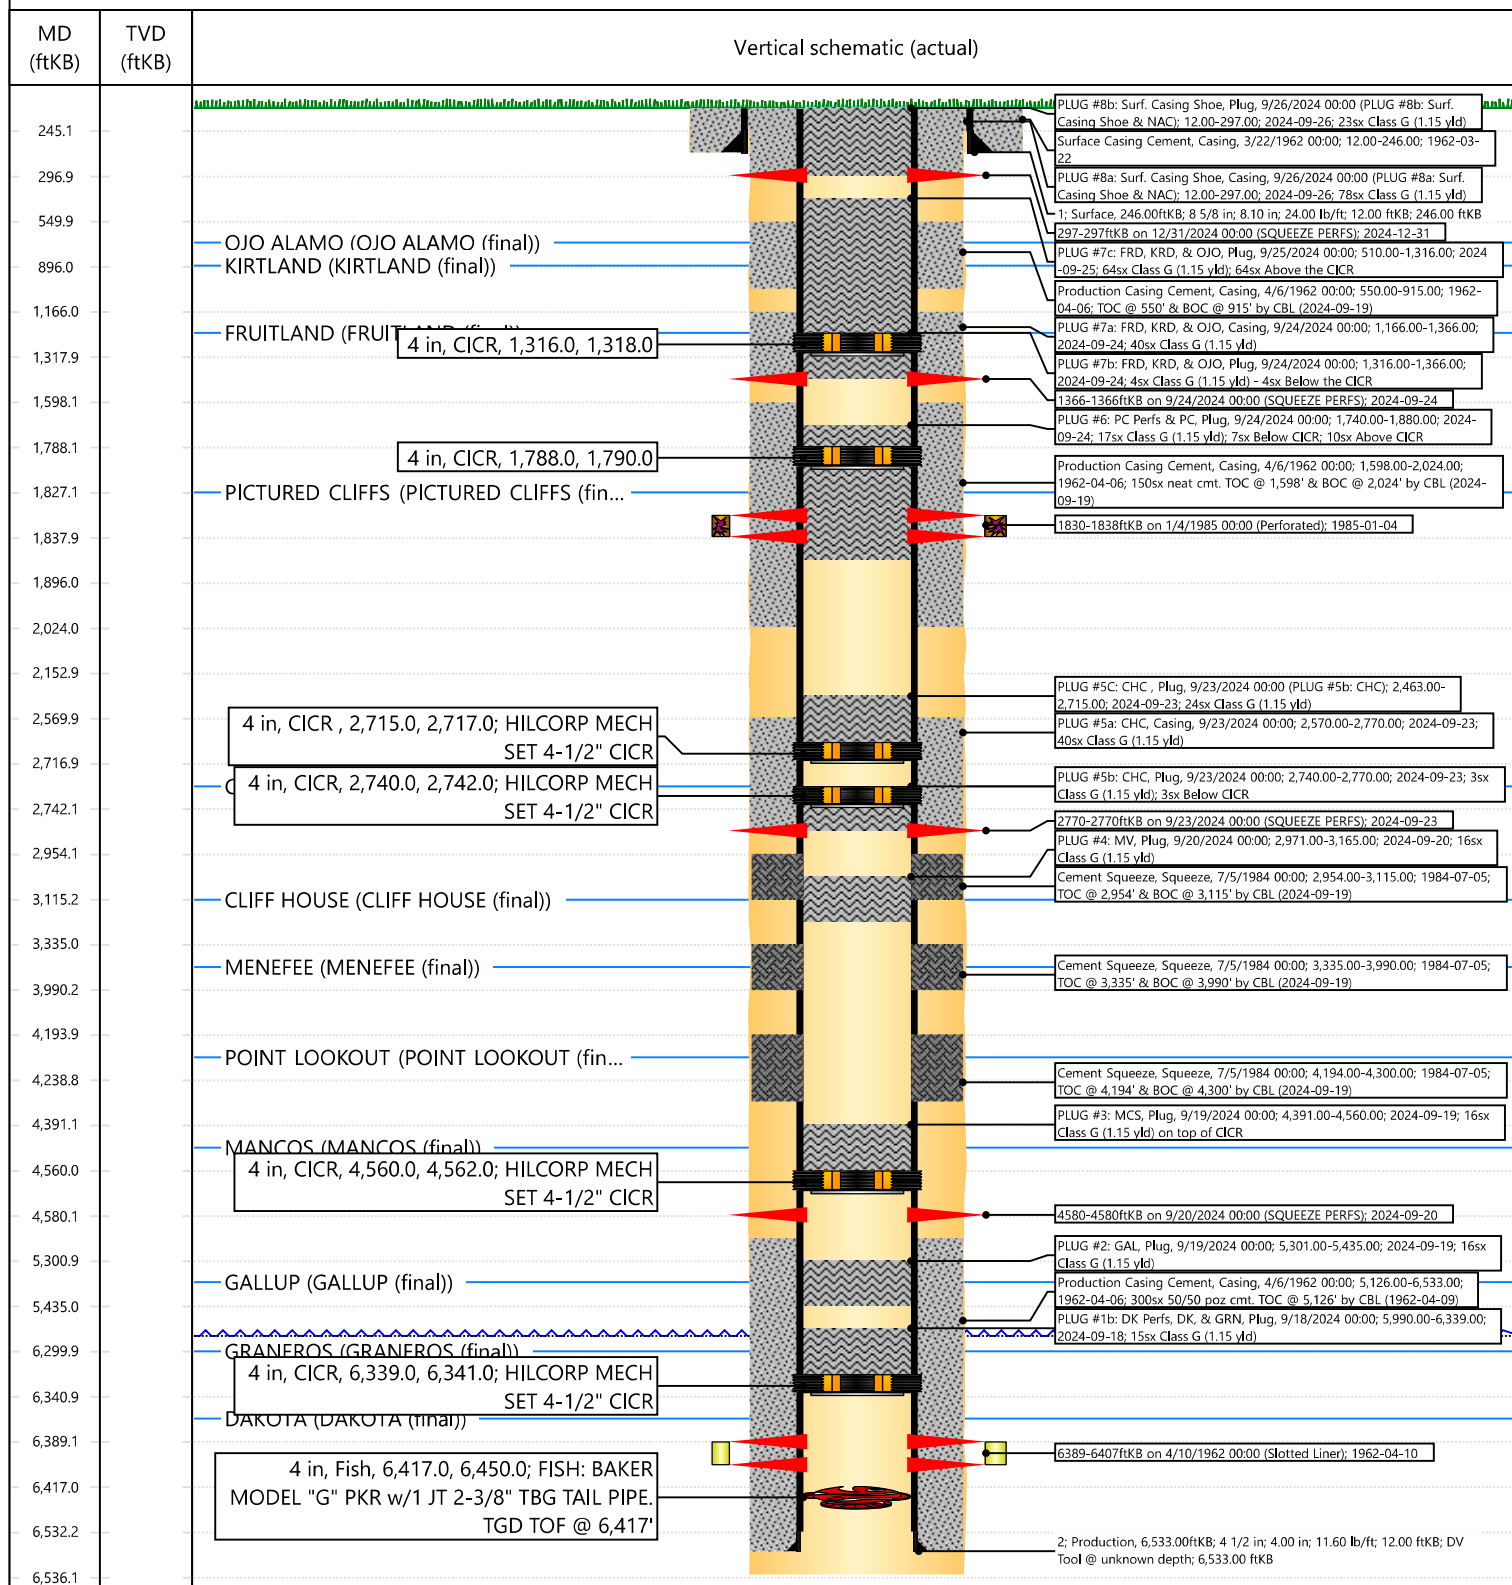 MD
(ftKB)
TVD
(ftKB)
Vertical schematic (actual)
245.1
296.9
549.9
896.0
1,166.0
1,317.9
1,598.1
1,788.1
1,827.1
1,837.9
1,896.0
2,024.0
2,152.9
2,569.9
2,716.9
2,742.1
2,954.1
3,115.2
3,335.0
3,990.2
4,193.9
4,238.8
4,391.1
4,560.0
4,580.1
5,300.9
5,435.0
6,299.9
6,340.9
6,389.1
6,417.0
6,532.2
6,536.1
OJO ALAMO (OJO ALAMO (final))
KIRTLAND (KIRTLAND (final))
FRUITLAND (FRUITLAND (final))
4 in, CICR, 1,316.0, 1,318.0
4 in, CICR, 1,788.0, 1,790.0
PICTURED CLIFFS (PICTURED CLIFFS (fin...
4 in, CICR , 2,715.0, 2,717.0; HILCORP MECH
SET 4-1/2" CICR
C
4 in, CICR, 2,740.0, 2,742.0; HILCORP MECH
SET 4-1/2" CICR
CLIFF HOUSE (CLIFF HOUSE (final))
MENEFEE (MENEFEE (final))
POINT LOOKOUT (POINT LOOKOUT (fin...
MANCOS (MANCOS (final))
4 in, CICR, 4,560.0, 4,562.0; HILCORP MECH
SET 4-1/2" CICR
GALLUP (GALLUP (final))
GRANEROS (GRANEROS (final))
4 in, CICR, 6,339.0, 6,341.0; HILCORP MECH
SET 4-1/2" CICR
DAKOTA (DAKOTA (final))
4 in, Fish, 6,417.0, 6,450.0; FISH: BAKER
MODEL "G" PKR w/1 JT 2-3/8" TBG TAIL PIPE.
TGD TOF @ 6,417'
PLUG #8b: Surf. Casing Shoe, Plug, 9/26/2024 00:00 (PLUG #8b: Surf.
Casing Shoe & NAC); 12.00-297.00; 2024-09-26; 23sx Class G (1.15 yld)
Surface Casing Cement, Casing, 3/22/1962 00:00; 12.00-246.00; 1962-03-
22
PLUG #8a: Surf. Casing Shoe, Casing, 9/26/2024 00:00 (PLUG #8a: Surf.
Casing Shoe & NAC); 12.00-297.00; 2024-09-26; 78sx Class G (1.15 yld)
1; Surface, 246.00ftKB; 8 5/8 in; 8.10 in; 24.00 lb/ft; 12.00 ftKB; 246.00 ftKB
297-297ftKB on 12/31/2024 00:00 (SQUEEZE PERFS); 2024-12-31
PLUG #7c: FRD, KRD, & OJO, Plug, 9/25/2024 00:00; 510.00-1,316.00; 2024
-09-25; 64sx Class G (1.15 yld); 64sx Above the CICR
Production Casing Cement, Casing, 4/6/1962 00:00; 550.00-915.00; 1962-
04-06; TOC @ 550' & BOC @ 915' by CBL (2024-09-19)
PLUG #7a: FRD, KRD, & OJO, Casing, 9/24/2024 00:00; 1,166.00-1,366.00;
2024-09-24; 40sx Class G (1.15 yld)
PLUG #7b: FRD, KRD, & OJO, Plug, 9/24/2024 00:00; 1,316.00-1,366.00;
2024-09-24; 4sx Class G (1.15 yld) - 4sx Below the CICR
1366-1366ftKB on 9/24/2024 00:00 (SQUEEZE PERFS); 2024-09-24
PLUG #6: PC Perfs & PC, Plug, 9/24/2024 00:00; 1,740.00-1,880.00; 2024-
09-24; 17sx Class G (1.15 yld); 7sx Below CICR; 10sx Above CICR
Production Casing Cement, Casing, 4/6/1962 00:00; 1,598.00-2,024.00;
1962-04-06; 150sx neat cmt. TOC @ 1,598' & BOC @ 2,024' by CBL (2024-
09-19)
1830-1838ftKB on 1/4/1985 00:00 (Perforated); 1985-01-04
PLUG #5C: CHC , Plug, 9/23/2024 00:00 (PLUG #5b: CHC); 2,463.00-
2,715.00; 2024-09-23; 24sx Class G (1.15 yld)
PLUG #5a: CHC, Casing, 9/23/2024 00:00; 2,570.00-2,770.00; 2024-09-23;
40sx Class G (1.15 yld)
PLUG #5b: CHC, Plug, 9/23/2024 00:00; 2,740.00-2,770.00; 2024-09-23; 3sx
Class G (1.15 yld); 3sx Below CICR
2770-2770ftKB on 9/23/2024 00:00 (SQUEEZE PERFS); 2024-09-23
PLUG #4: MV, Plug, 9/20/2024 00:00; 2,971.00-3,165.00; 2024-09-20; 16sx
Class G (1.15 yld)
Cement Squeeze, Squeeze, 7/5/1984 00:00; 2,954.00-3,115.00; 1984-07-05;
TOC @ 2,954' & BOC @ 3,115' by CBL (2024-09-19)
Cement Squeeze, Squeeze, 7/5/1984 00:00; 3,335.00-3,990.00; 1984-07-05;
TOC @ 3,335' & BOC @ 3,990' by CBL (2024-09-19)
Cement Squeeze, Squeeze, 7/5/1984 00:00; 4,194.00-4,300.00; 1984-07-05;
TOC @ 4,194' & BOC @ 4,300' by CBL (2024-09-19)
PLUG #3: MCS, Plug, 9/19/2024 00:00; 4,391.00-4,560.00; 2024-09-19; 16sx
Class G (1.15 yld) on top of CICR
4580-4580ftKB on 9/20/2024 00:00 (SQUEEZE PERFS); 2024-09-20
PLUG #2: GAL, Plug, 9/19/2024 00:00; 5,301.00-5,435.00; 2024-09-19; 16sx
Class G (1.15 yld)
Production Casing Cement, Casing, 4/6/1962 00:00; 5,126.00-6,533.00;
1962-04-06; 300sx 50/50 poz cmt. TOC @ 5,126' by CBL (1962-04-09)
PLUG #1b: DK Perfs, DK, & GRN, Plug, 9/18/2024 00:00; 5,990.00-6,339.00;
2024-09-18; 15sx Class G (1.15 yld)
6389-6407ftKB on 4/10/1962 00:00 (Slotted Liner); 1962-04-10
2; Production, 6,533.00ftKB; 4 1/2 in; 4.00 in; 11.60 lb/ft; 12.00 ftKB; DV
Tool @ unknown depth; 6,533.00 ftKB